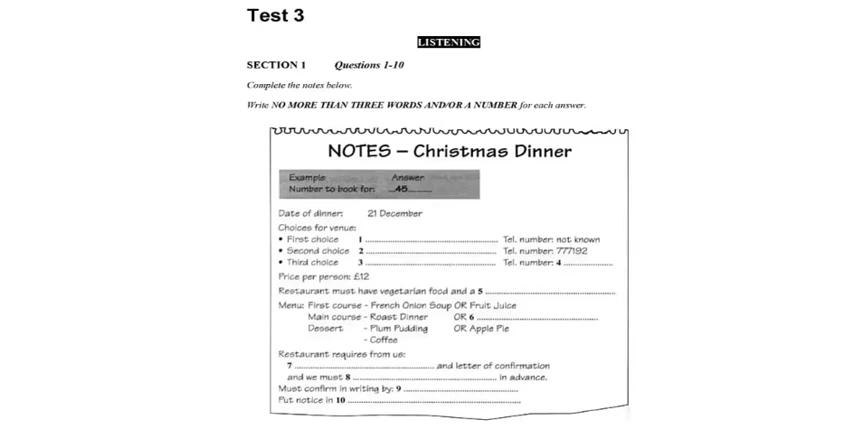 Test 3
LISTENING
SECTION 1 Questions 1-10
Complete the notes below.
Write NO MORE THAN THREE WORDS AND/OR A NUMBER for each answer.
NOTES – Christmas Dinner
Example Answer
Number to book for: ...45............
Date of dinner: 21 December
Choices for venue:
• First choice 1 .................................................. Tel. number: not known
• Second choice 2 .................................................. Tel. number: 777192
• Third choice 3 .................................................. Tel. number: 4 ....................
Price per person: £12
Restaurant must have vegetarian food and a 5 ..................................................
Menu: First course - French Onion Soup OR Fruit Juice
Main course - Roast Dinner OR 6 ..................................................
Dessert - Plum Pudding OR Apple Pie
- Coffee
Restaurant requires from us:
7 .................................................. and letter of confirmation
and we must 8 .................................................. in advance.
Must confirm in writing by: 9 ..................................................
Put notice in 10 ..................................................